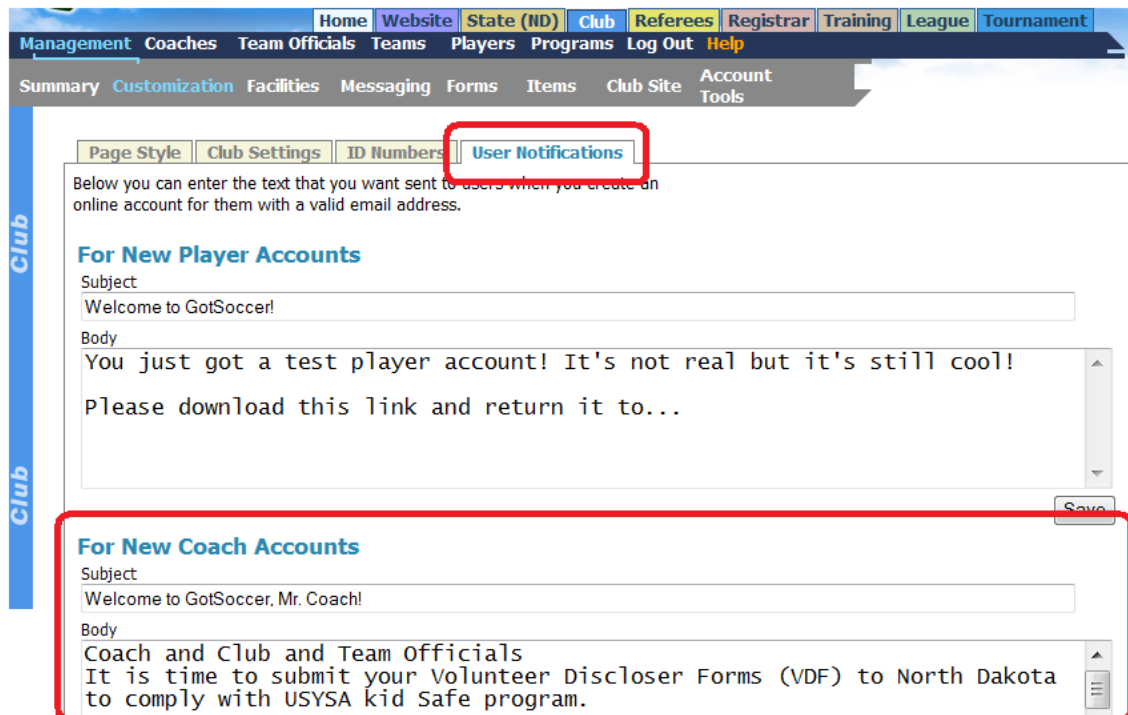 Home Website State (ND) Club Referees Registrar Training League Tournament
Management Coaches Team Officials Teams Players Programs Log Out Help
Summary Customization Facilities Messaging Forms Items Club Site Account Tools
Page Style Club Settings ID Numbers User Notifications
Below you can enter the text that you want sent to users when you create an
online account for them with a valid email address.
Club
For New Player Accounts
Subject
Welcome to GotSoccer!
Body
You just got a test player account! It's not real but it's still cool!
Please download this link and return it to...
Club
Save
For New Coach Accounts
Subject
Welcome to GotSoccer, Mr. Coach!
Body
Coach and Club and Team Officials
It is time to submit your Volunteer Discloser Forms (VDF) to North Dakota
to comply with USYSA kid Safe program.